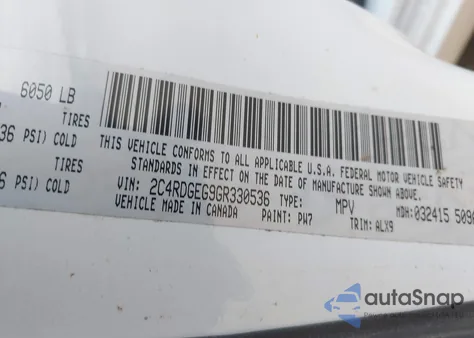 6050 LB
TIRES
36 PSI) COLD
TIRES
6 PSI) COLD
THIS VEHICLE CONFORMS TO ALL APPLICABLE U.S.A. FEDERAL MOTOR VEHICLE SAFETY
STANDARDS IN EFFECT ON THE DATE OF MANUFACTURE SHOWN ABOVE.
VIN: 2C4RDGEG9GR330536 TYPE: MPV MDH: 032415 509
VEHICLE MADE IN CANADA PAINT: PW7 TRIM: ALX9
autoSnap